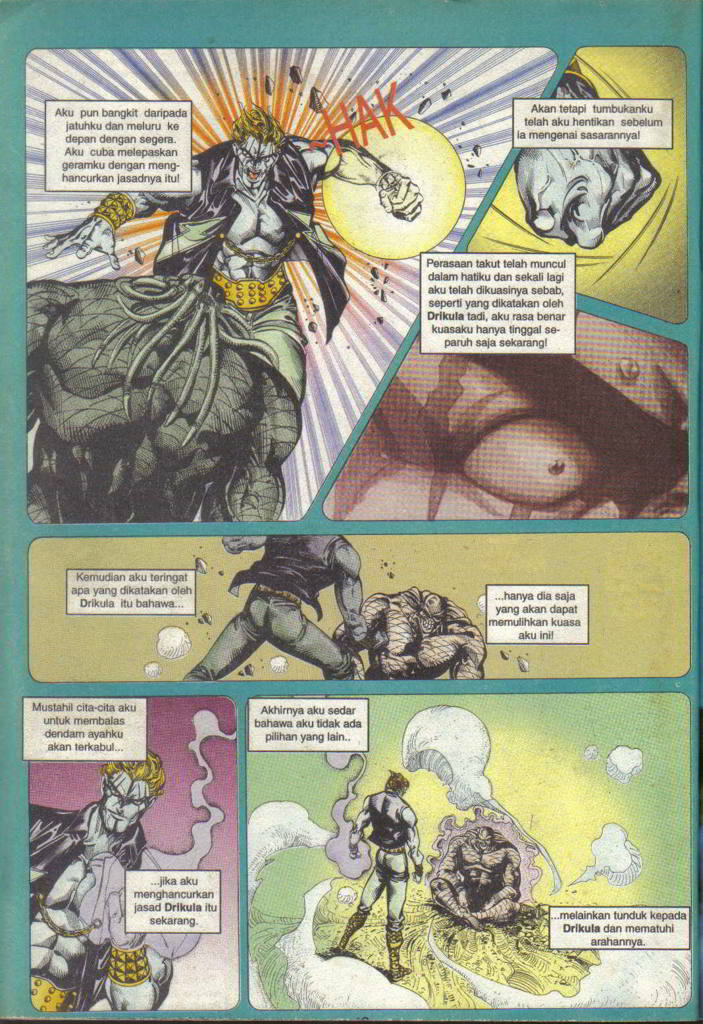 Aku pun bangkit daripada
jatuhku dan meluru ke
depan dengan segera.
Aku cuba melepaskan
geramku dengan meng-
hancurkan jasadnya itu!
HAK
Akan tetapi tumbukanku
telah aku hentikan sebelum
ia mengenai sasarannya!
Perasaan takut telah muncul
dalam hatiku dan sekali lagi
aku telah dikuasinya sebab,
seperti yang dikatakan oleh
Drikula tadi, aku rasa benar
kuasaku hanya tinggal se-
paruh saja sekarang!
Kemudian aku teringat
apa yang dikatakan oleh
Drikula itu bahawa...
...hanya dia saja
yang akan dapat
memulihkan kuasa
aku ini!
Mustahil cita-cita aku
untuk membalas
dendam ayahku
akan terkabul...
...jika aku
menghancurkan
jasad Drikula itu
sekarang.
Akhirnya aku sedar
bahawa aku tidak ada
pilihan yang lain..
...melainkan tunduk kepada
Drikula dan mematuhi
arahannya.